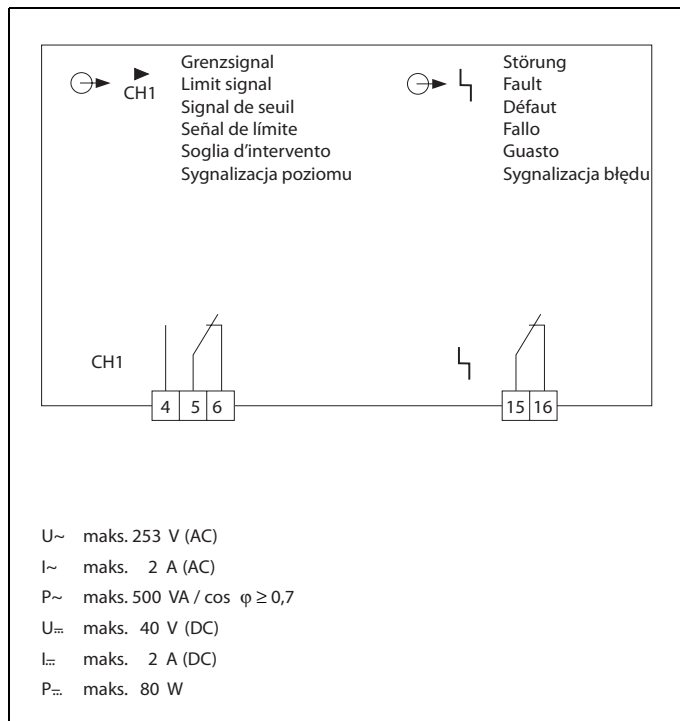 CH1
Grenzsignal
Limit signal
Signal de seuil
Señal de límite
Soglia d'intervento
Sygnalizacja poziomu
Störung
Fault
Défaut
Fallo
Guasto
Sygnalizacja błędu
CH1
4 5 6
15 16
U~ maks. 253 V (AC)
I~ maks. 2 A (AC)
P~ maks. 500 VA / cos φ ≥ 0,7
U⎓ maks. 40 V (DC)
I⎓ maks. 2 A (DC)
P⎓ maks. 80 W